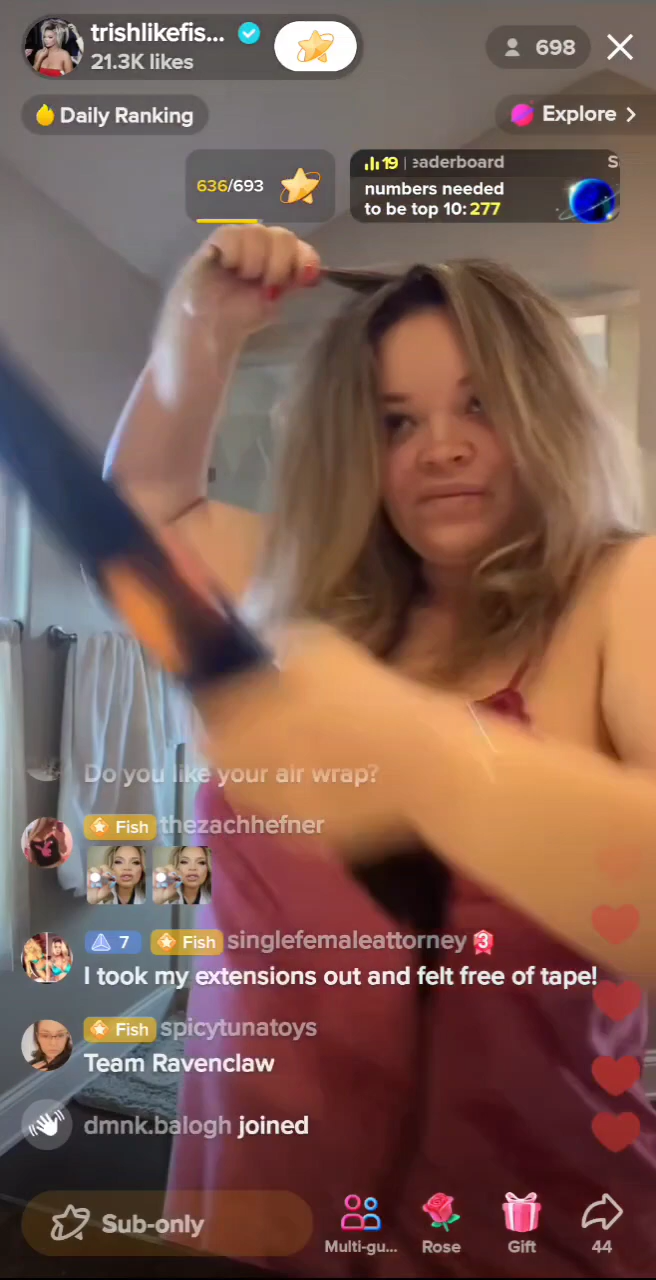 trishlikefis...
21.3K likes
698
Daily Ranking
Explore
636/693
19
eaderboard
S
numbers needed
to be top 10: 277
Do you like your air wrap?
Fish thezachhefner
7 Fish singlefemaleattorney 3
I took my extensions out and felt free of tape!
Fish spicytunatoys
Team Ravenclaw
dmnk.balogh joined
Sub-only
Multi-gu...
Rose
Gift
44